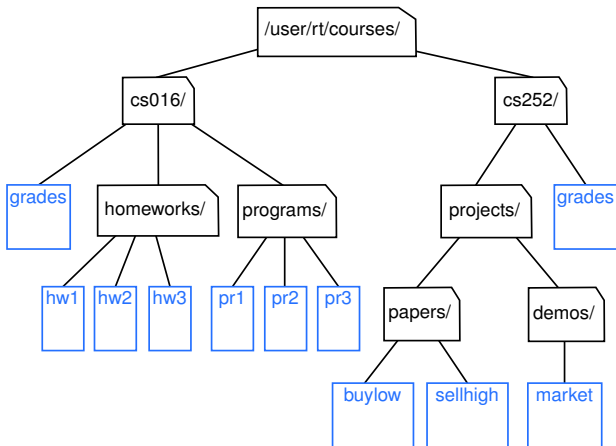 /user/rt/courses/
cs016/
cs252/
grades
homeworks/
programs/
projects/
grades
hw1
hw2
hw3
pr1
pr2
pr3
papers/
demos/
buylow
sellhigh
market